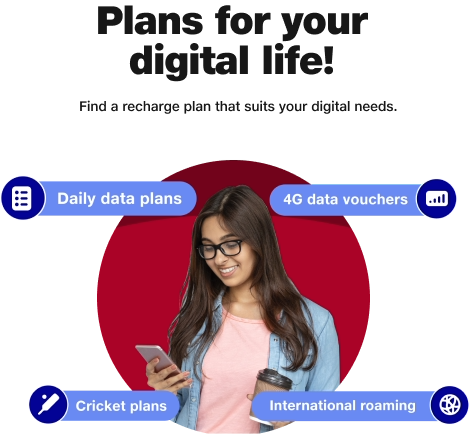 Plans for your
digital life!
Find a recharge plan that suits your digital needs.
Daily data plans
4G data vouchers
Cricket plans
International roaming